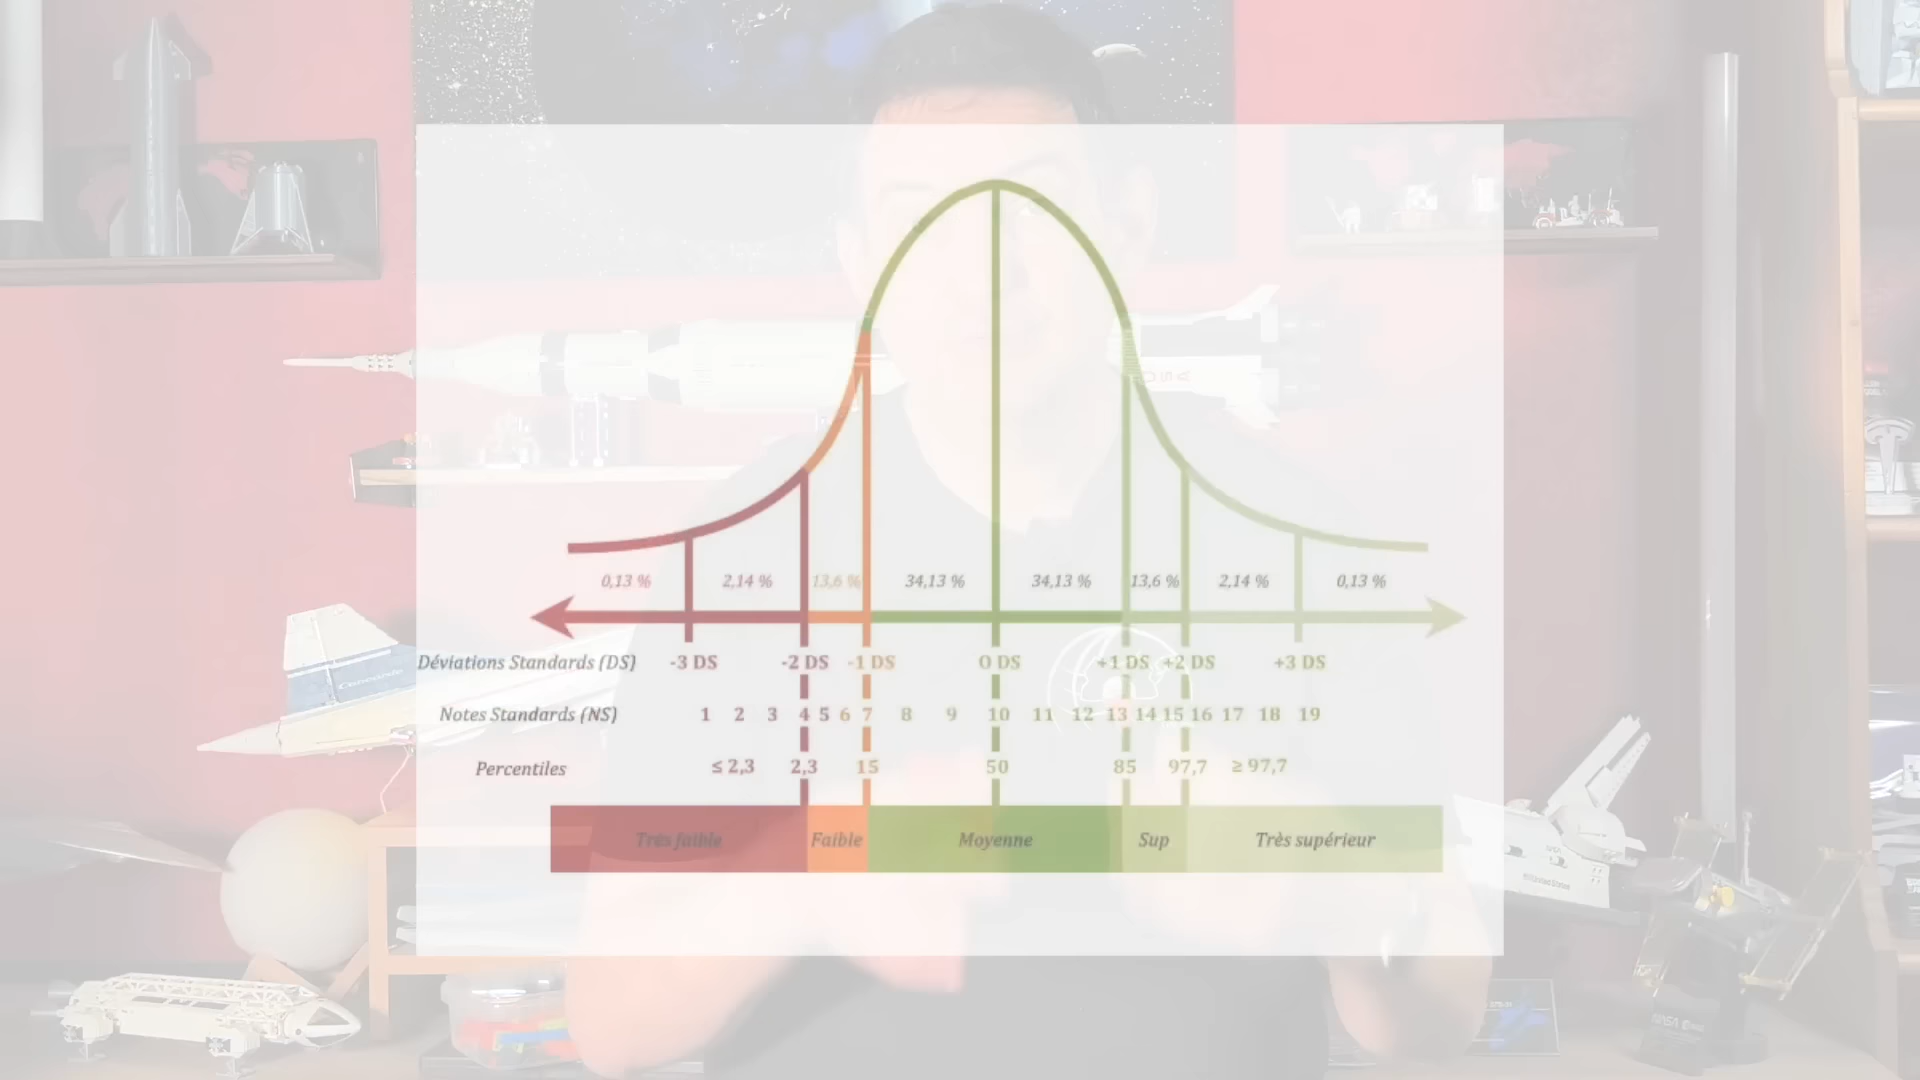 0,13 % 2,14 % 13,6 % 34,13 % 34,13 % 13,6 % 2,14 % 0,13 %
Déviations Standards (DS) -3 DS -2 DS -1 DS 0 DS +1 DS +2 DS +3 DS
Notes Standards (NS) 1 2 3 4 5 6 7 8 9 10 11 12 13 14 15 16 17 18 19
Percentiles ≤ 2,3 2,3 15 50 85 97,7 ≥ 97,7
Très faible Faible Moyenne Sup Très supérieur
Concorde
USA
NASA